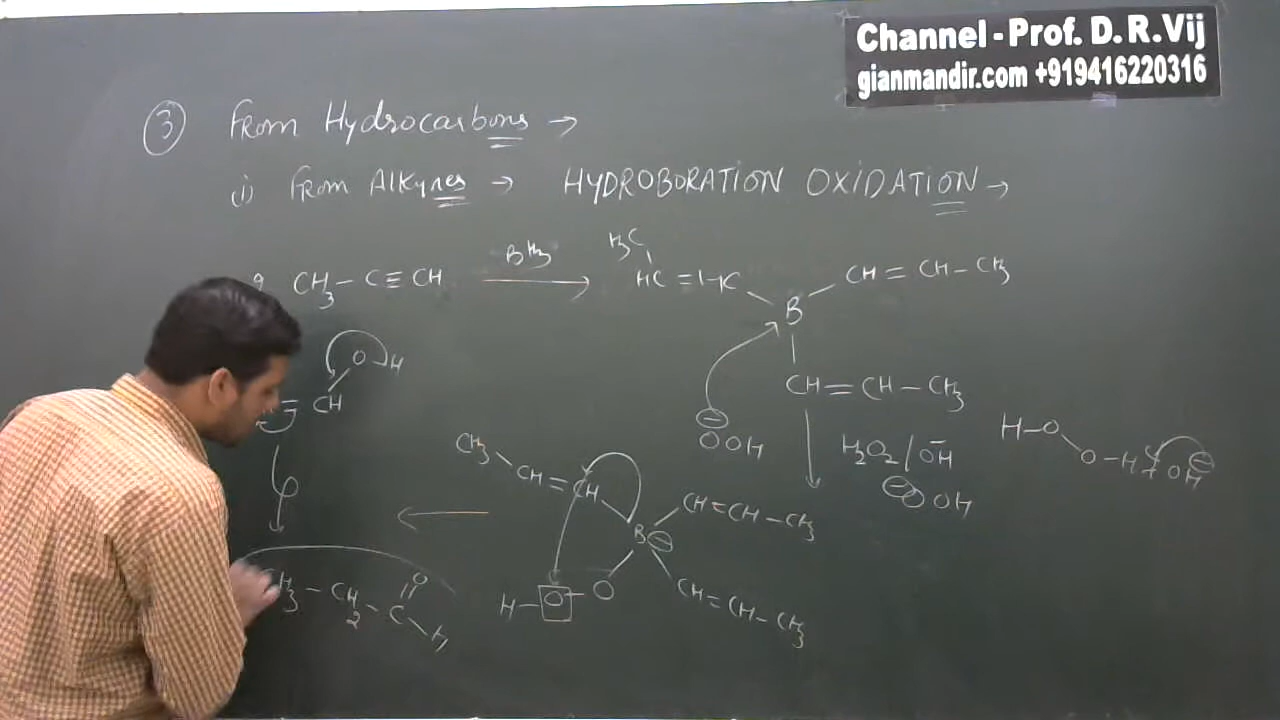 Channel - Prof. D. R. Vij
gianmandir.com +919416220316
③ From Hydrocarbons →
(i) From Alkynes → HYDROBORATION OXIDATION →
CH3 - C ≡ CH
BH3
H3C
HC = HC
B
CH = CH - CH3
CH = CH - CH3
O H
= CH
⊖
OOH
H2O2 / OH-
⊖ OOH
H - O
O - H + OH ⊖
CH3
CH = CH
B ⊖
CH = CH - CH3
CH = CH - CH3
H - O - O
CH3 - CH2 - C
O
H